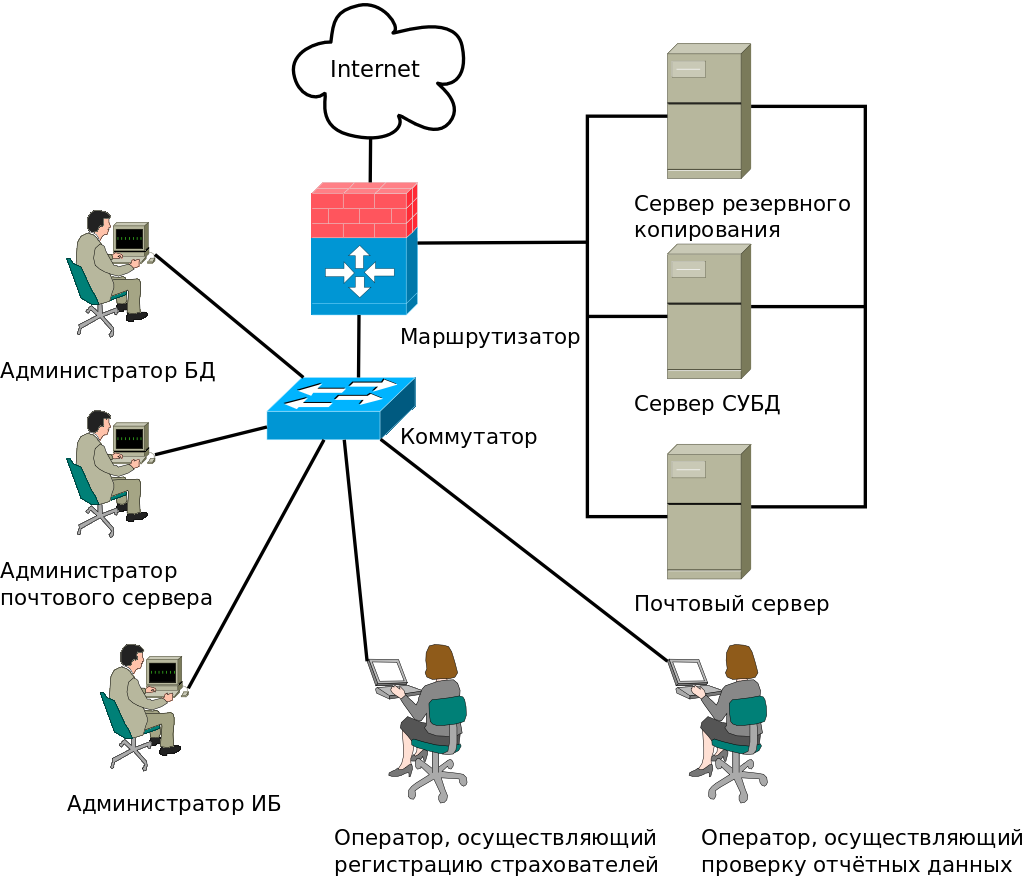 Internet
Сервер резервного
копирования
Маршрутизатор
Администратор БД
Сервер СУБД
Коммутатор
Администратор
почтового сервера
Почтовый сервер
Администратор ИБ
Оператор, осуществляющий
регистрацию страхователей
Оператор, осуществляющий
проверку отчётных данных